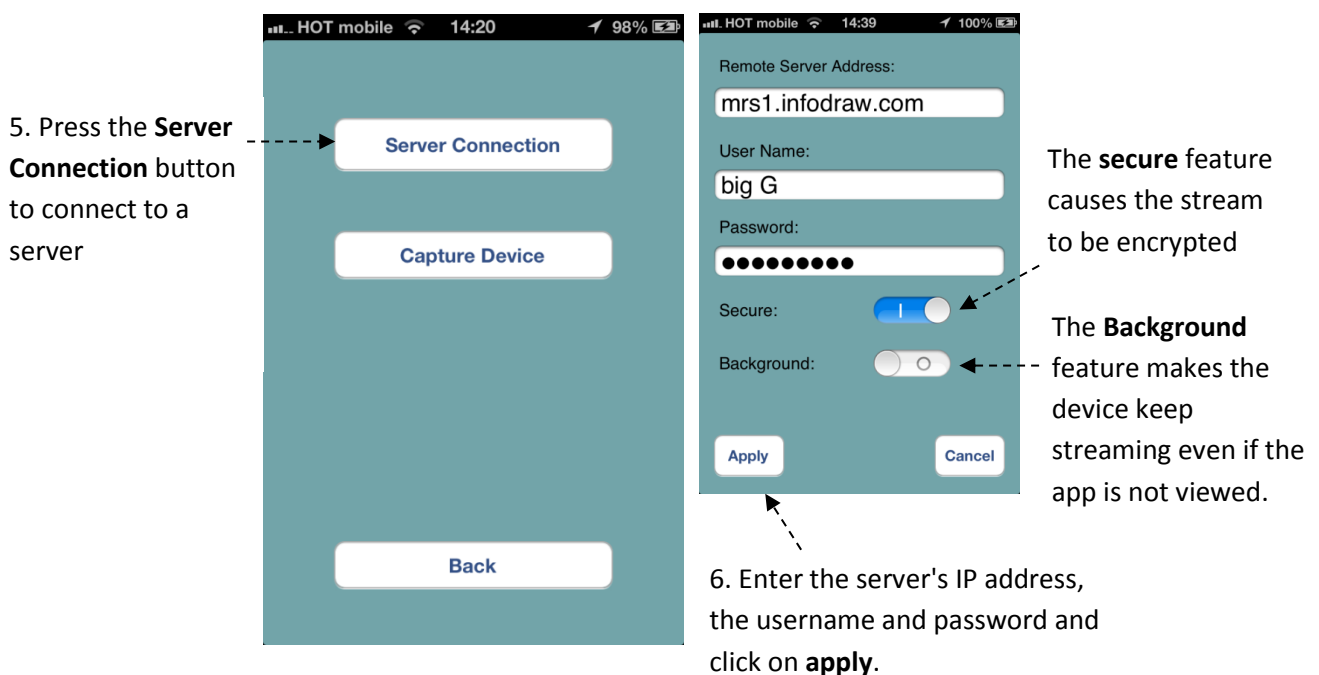 HOT mobile 14:20 98%
5. Press the Server
Connection button
to connect to a
server
Server Connection
Capture Device
Back
HOT mobile 14:39 100%
Remote Server Address:
mrs1.infodraw.com
User Name:
big G
Password:
●●●●●●●●●
Secure:
Background:
Apply
Cancel
The secure feature
causes the stream
to be encrypted
The Background
feature makes the
device keep
streaming even if the
app is not viewed.
6. Enter the server's IP address,
the username and password and
click on apply.